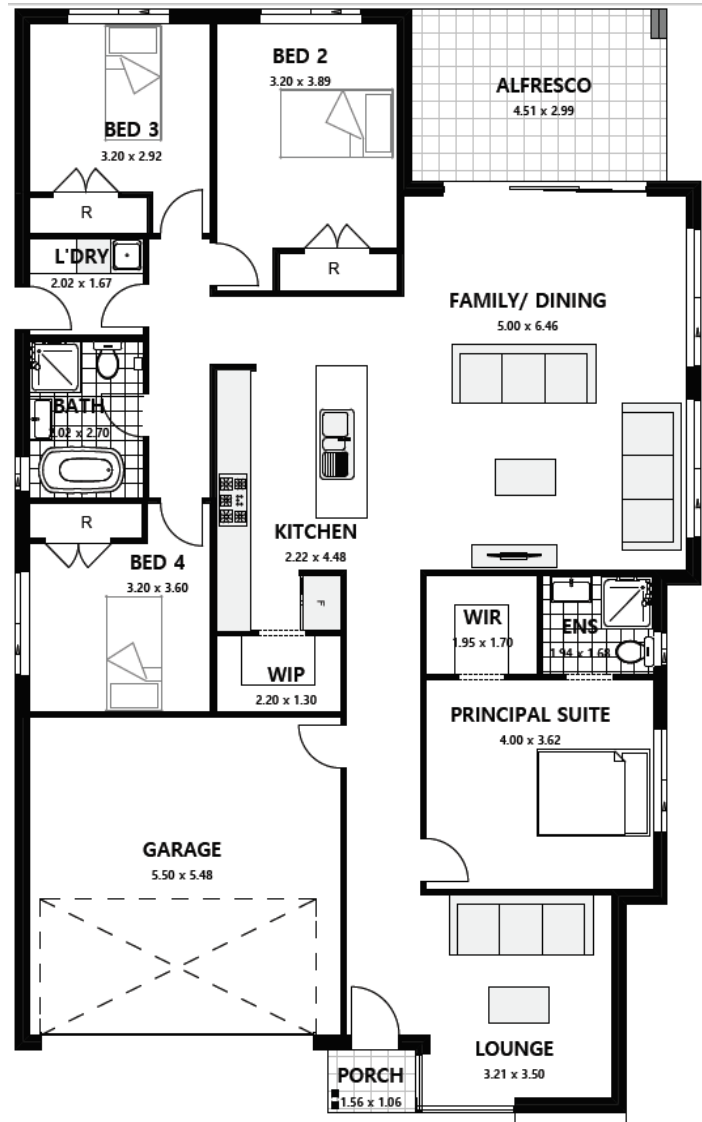 BED 2
3.20 x 3.89
ALFRESCO
4.51 x 2.99
BED 3
3.20 x 2.92
R
L'DRY
2.02 x 1.67
R
FAMILY/ DINING
5.00 x 6.46
BATH
2.02 x 2.70
R
KITCHEN
2.22 x 4.48
BED 4
3.20 x 3.60
F
WIR
1.95 x 1.70
ENS
1.94 x 1.68
WIP
2.20 x 1.30
PRINCIPAL SUITE
4.00 x 3.62
GARAGE
5.50 x 5.48
LOUNGE
3.21 x 3.50
PORCH
1.56 x 1.06